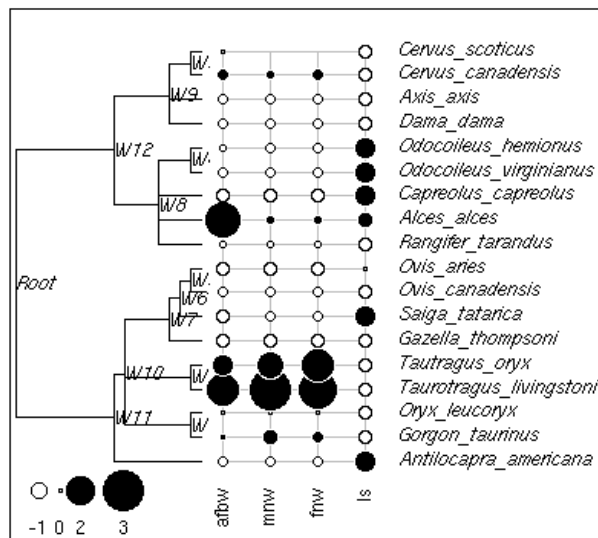 Cervus_scoticus
W.
Cervus_canadensis
W9
Axis_axis
Dama_dama
W12
Odocoileus_hemionus
W.
Odocoileus_virginianus
Capreolus_capreolus
W8
Alces_alces
Rangifer_tarandus
Ovis_aries
Root
W.
Ovis_canadensis
W6
Saiga_tatarica
W7
Gazella_thompsoni
Tautragus_oryx
W10
W.
Taurotragus_livingstoni
Oryx_leucoryx
W11
W
Gorgon_taurinus
Antilocapra_americana
afbw mnw fnw ls
-1 0 2 3